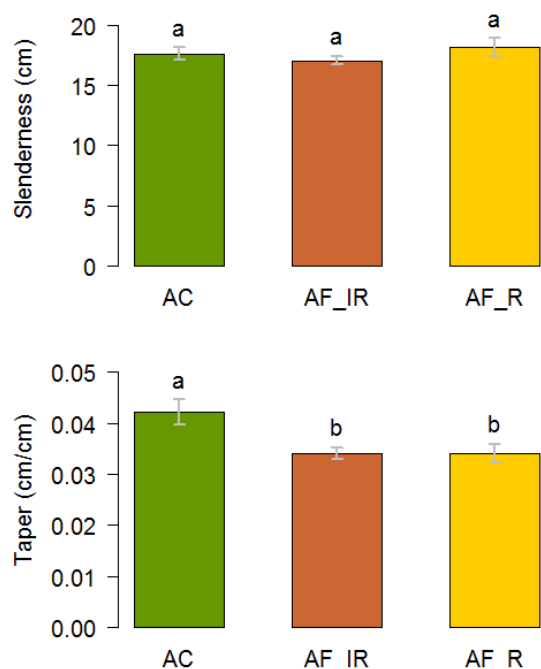 Slenderness (cm)
20
15
10
5
0
a
a
a
AC
AF_IR
AF_R
Taper (cm/cm)
0.05
0.04
0.03
0.02
0.01
0.00
a
b
b
AC
AF_IR
AF_R